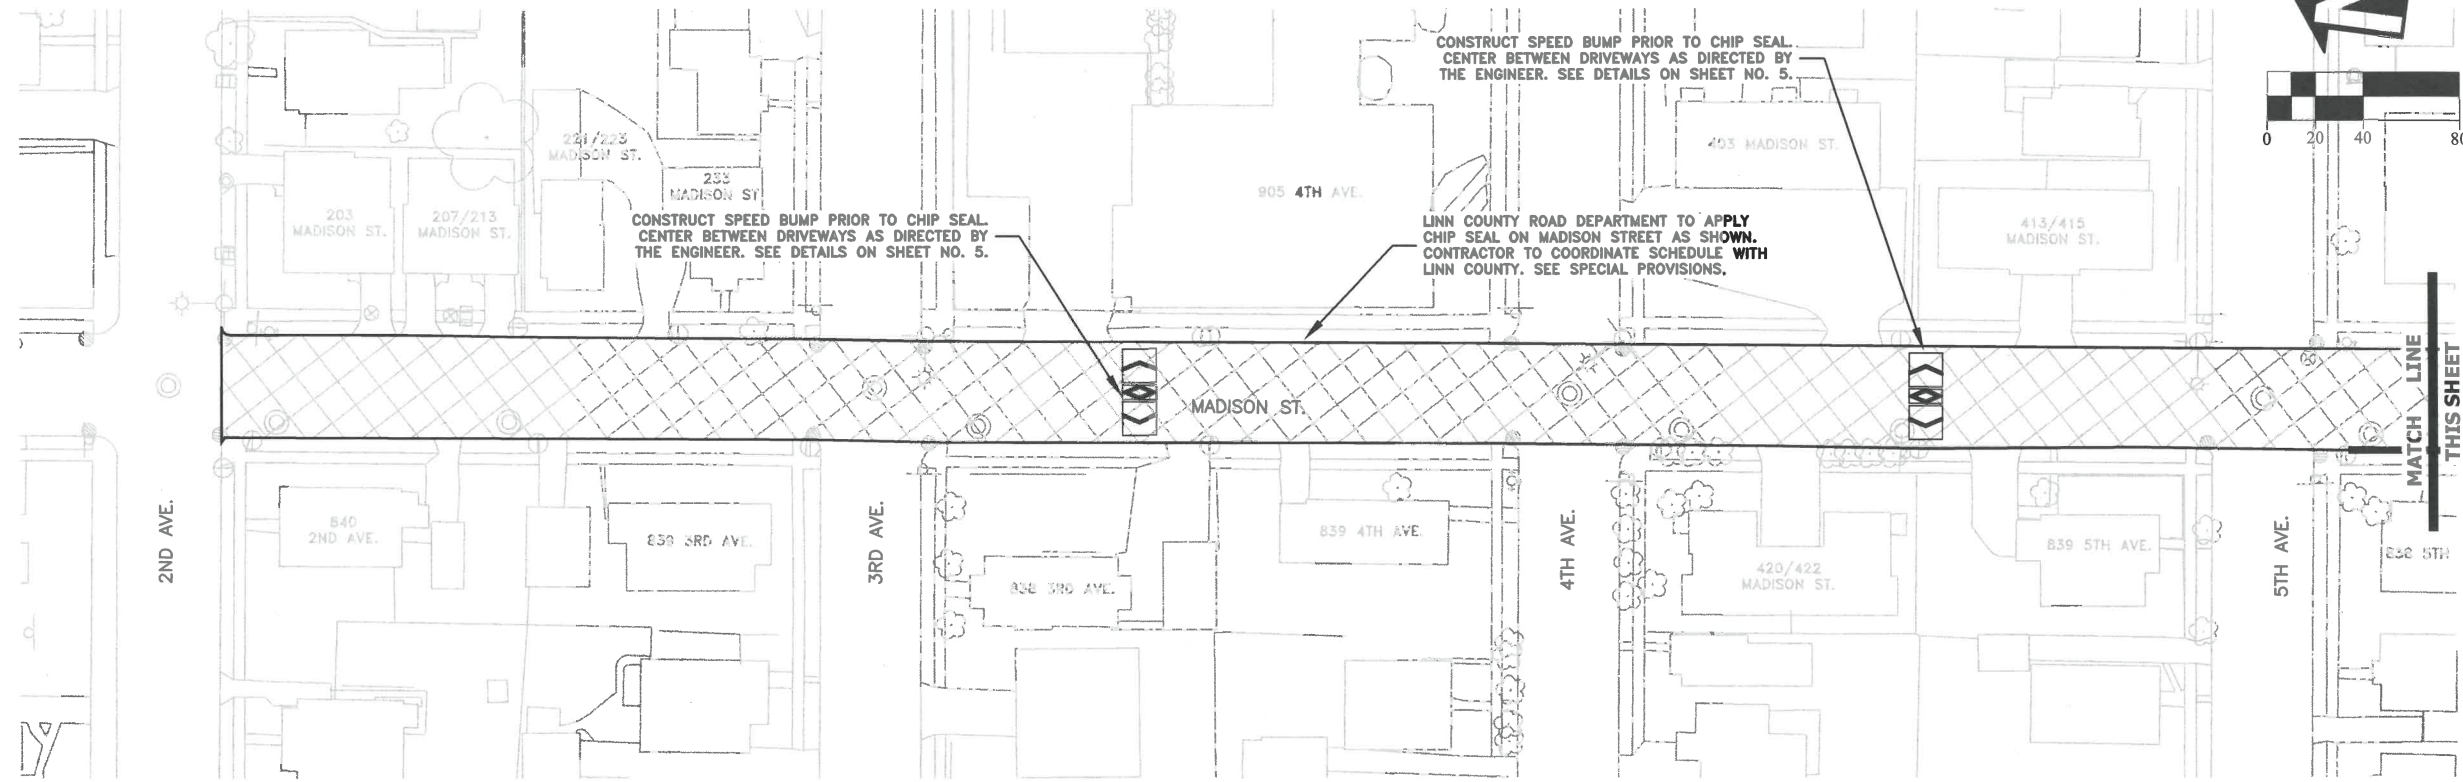 CONSTRUCT SPEED BUMP PRIOR TO CHIP SEAL.
CENTER BETWEEN DRIVEWAYS AS DIRECTED BY
THE ENGINEER. SEE DETAILS ON SHEET NO. 5.
N
0 20 40 80
221/223
MADISON ST.
233
MADISON ST
203
MADISON ST.
207/213
MADISON ST.
905 4TH AVE.
403 MADISON ST.
413/415
MADISON ST.
CONSTRUCT SPEED BUMP PRIOR TO CHIP SEAL.
CENTER BETWEEN DRIVEWAYS AS DIRECTED BY
THE ENGINEER. SEE DETAILS ON SHEET NO. 5.
LINN COUNTY ROAD DEPARTMENT TO APPLY
CHIP SEAL ON MADISON STREET AS SHOWN.
CONTRACTOR TO COORDINATE SCHEDULE WITH
LINN COUNTY. SEE SPECIAL PROVISIONS.
MADISON ST.
MATCH LINE
THIS SHEET
2ND AVE.
3RD AVE.
4TH AVE.
5TH AVE.
840
2ND AVE.
839 3RD AVE.
838 3RD AVE.
839 4TH AVE.
420/422
MADISON ST.
839 5TH AVE.
838 5TH